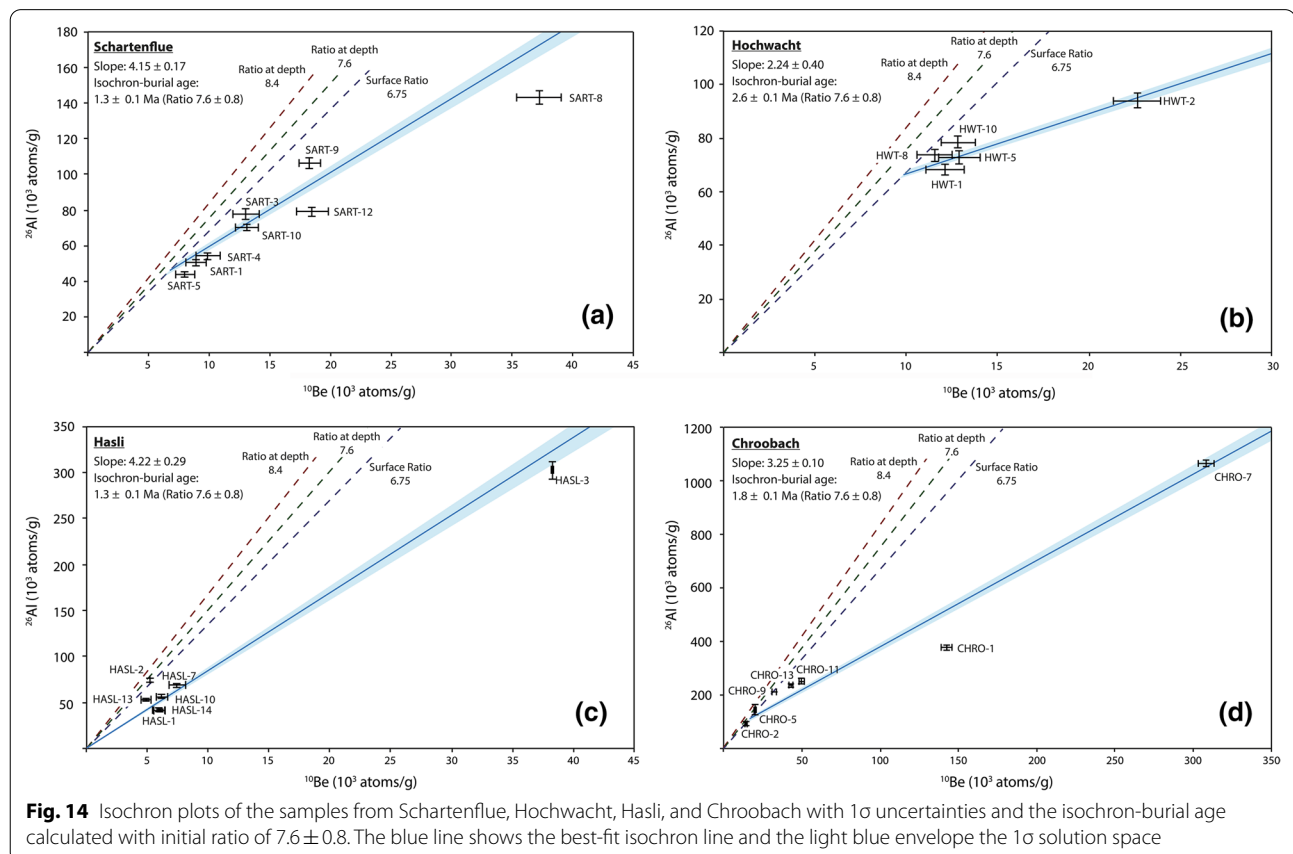 Schartenflue
Slope: 4.15 ± 0.17
Isochron-burial age:
1.3 ± 0.1 Ma (Ratio 7.6 ± 0.8)
Ratio at depth
8.4
Ratio at depth
7.6
Surface Ratio
6.75
SART-8
SART-9
SART-3
SART-12
SART-10
SART-4
SART-1
SART-5
(a)
180
160
140
120
100
80
60
40
20
5
10
15
20
25
30
35
40
45
²⁶Al (10³ atoms/g)
¹⁰Be (10³ atoms/g)
Hochwacht
Slope: 2.24 ± 0.40
Isochron-burial age:
2.6 ± 0.1 Ma (Ratio 7.6 ± 0.8)
Ratio at depth
8.4
Ratio at depth
7.6
Surface Ratio
6.75
HWT-2
HWT-10
HWT-8
HWT-5
HWT-1
(b)
120
100
80
60
40
20
5
10
15
20
25
30
²⁶Al (10³ atoms/g)
¹⁰Be (10³ atoms/g)
Hasli
Slope: 4.22 ± 0.29
Isochron-burial age:
1.3 ± 0.1 Ma (Ratio 7.6 ± 0.8)
Ratio at depth
8.4
Ratio at depth
7.6
Surface Ratio
6.75
HASL-3
HASL-2
HASL-7
HASL-13
HASL-10
HASL-14
HASL-1
(c)
350
300
250
200
150
100
50
5
10
15
20
25
30
35
40
45
²⁶Al (10³ atoms/g)
¹⁰Be (10³ atoms/g)
Chroobach
Slope: 3.25 ± 0.10
Isochron-burial age:
1.8 ± 0.1 Ma (Ratio 7.6 ± 0.8)
Ratio at depth
8.4
Ratio at depth
7.6
Surface Ratio
6.75
CHRO-7
CHRO-1
CHRO-11
CHRO-13
CHRO-9
CHRO-5
CHRO-2
(d)
1200
1000
800
600
400
200
50
100
150
200
250
300
350
²⁶Al (10³ atoms/g)
¹⁰Be (10³ atoms/g)
Fig. 14 Isochron plots of the samples from Schartenflue, Hochwacht, Hasli, and Chroobach with 1σ uncertainties and the isochron-burial age
calculated with initial ratio of 7.6 ± 0.8. The blue line shows the best-fit isochron line and the light blue envelope the 1σ solution space